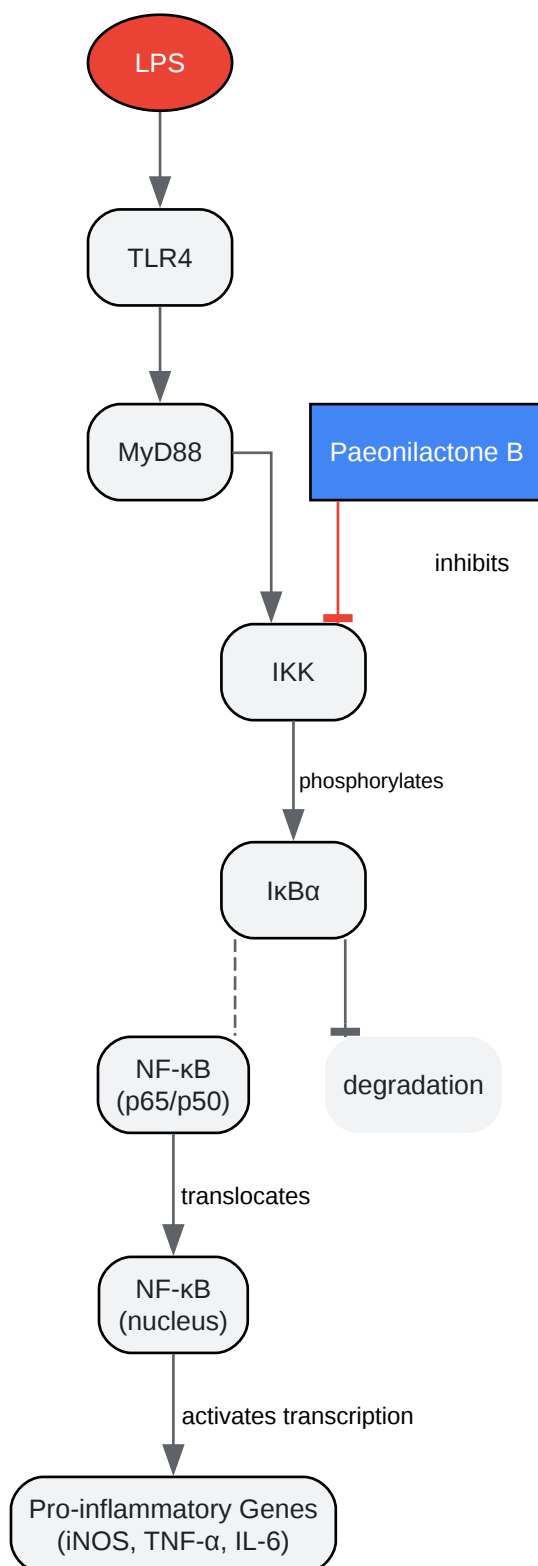 LPS
TLR4
MyD88
Paeonilactone B
inhibits
IKK
phosphorylates
IκBα
NF-κB
(p65/p50)
degradation
translocates
NF-κB
(nucleus)
activates transcription
Pro-inflammatory Genes
(iNOS, TNF-α, IL-6)